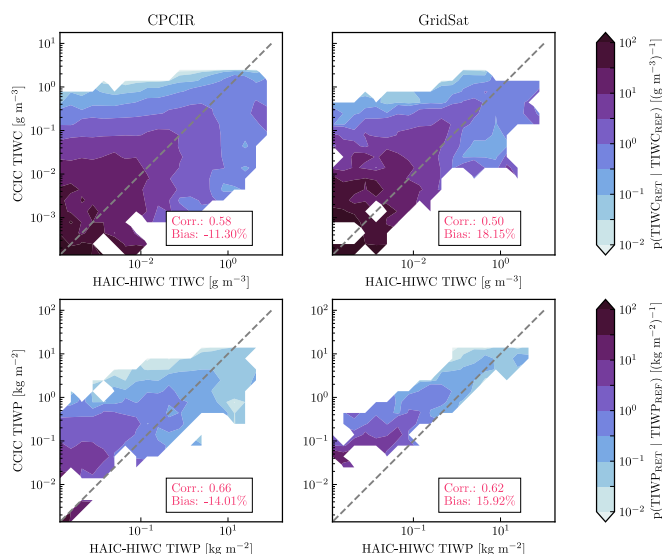 CPCIR
GridSat
CCIC TIWC [g m⁻³]
10¹
10⁰
10⁻¹
10⁻²
10⁻³
Corr.: 0.58
Bias: -11.30%
10⁻²
10⁰
HAIC-HIWC TIWC [g m⁻³]
Corr.: 0.50
Bias: 18.15%
10⁻²
10⁰
HAIC-HIWC TIWC [g m⁻³]
10²
10¹
10⁰
10⁻¹
10⁻²
p(TIWC_RET | TIWC_REF) [(g m⁻³)⁻¹]
CCIC TIWP [kg m⁻²]
10²
10¹
10⁰
10⁻¹
10⁻²
Corr.: 0.66
Bias: -14.01%
10⁻¹
10¹
HAIC-HIWC TIWP [kg m⁻²]
Corr.: 0.62
Bias: 15.92%
10⁻¹
10¹
HAIC-HIWC TIWP [kg m⁻²]
10²
10¹
10⁰
10⁻¹
10⁻²
p(TIWP_RET | TIWP_REF) [(kg m⁻²)⁻¹]